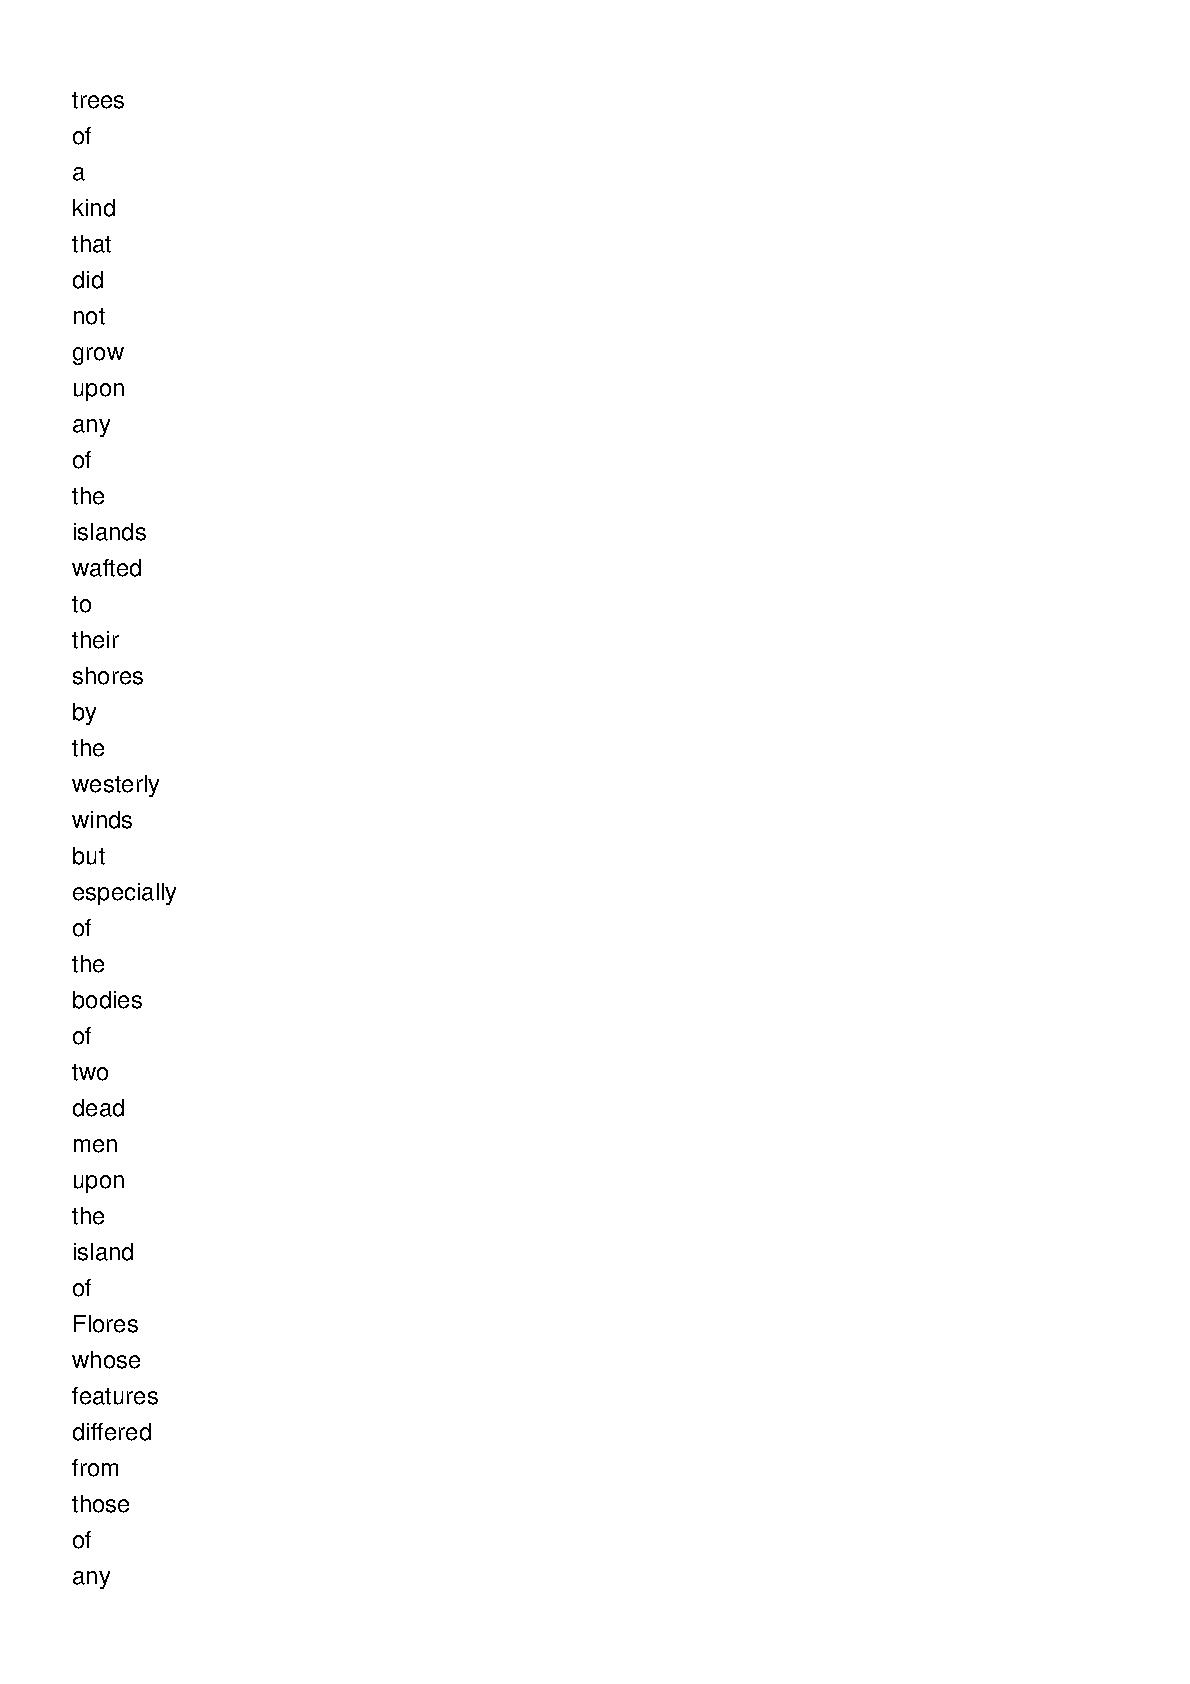 trees
of
a
kind
that
did
not
grow
upon
any
of
the
islands
wafted
to
their
shores
by
the
westerly
winds
but
especially
of
the
bodies
of
two
dead
men
upon
the
island
of
Flores
whose
features
differed
from
those
of
any